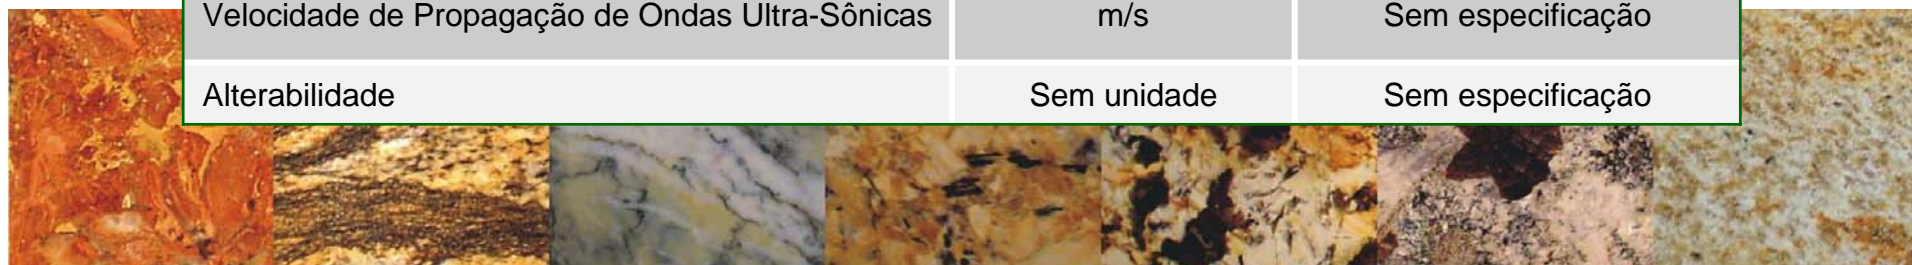 Velocidade de Propagação de Ondas Ultra-Sônicas m/s Sem especificação
Alterabilidade Sem unidade Sem especificação